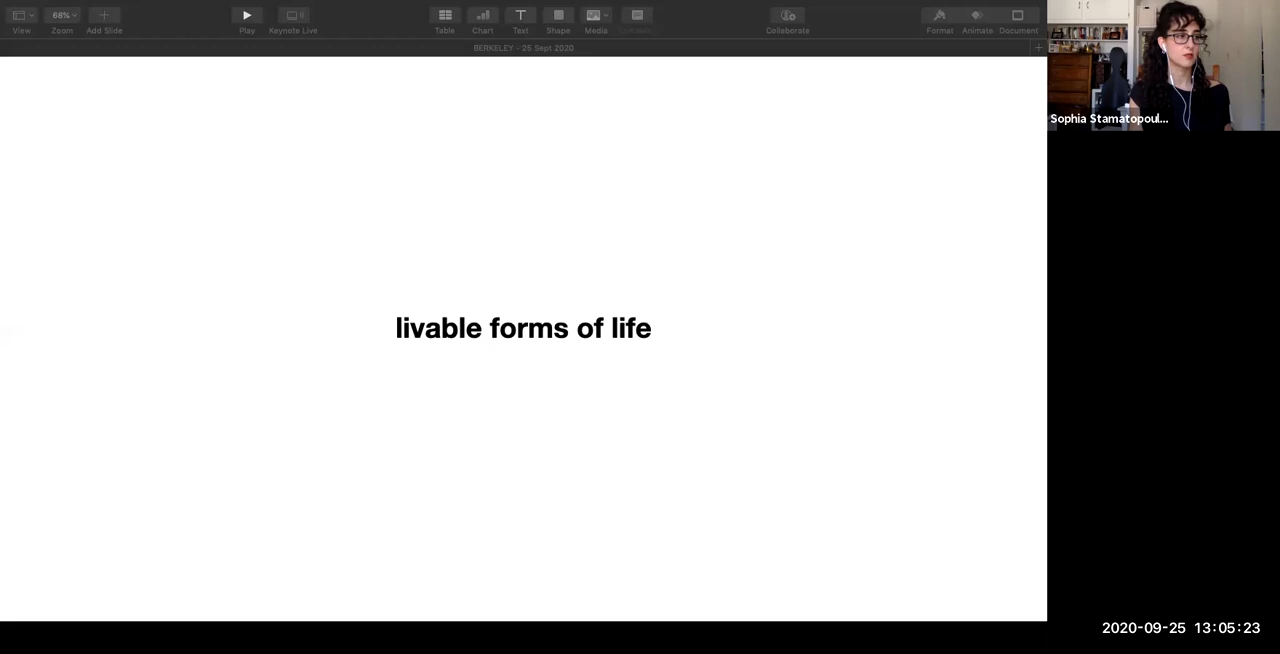 68%
View
Zoom
Add Slide
Play
Keynote Live
Table
Chart
Text
Shape
Media
Collaborate
Format
Animate
Document
BERKELEY - 25 Sept 2020
Sophia Stamatopoul...
livable forms of life
2020-09-25 13:05:23